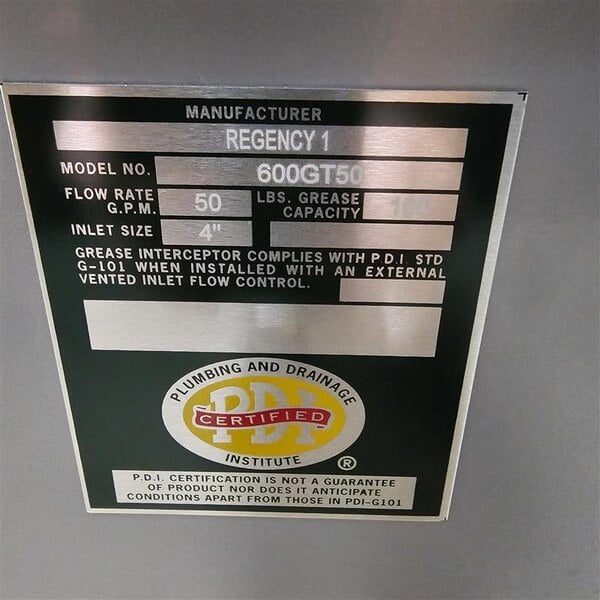 MANUFACTURER
REGENCY 1
MODEL NO. 600GT50
FLOW RATE G.P.M. 50 LBS. GREASE CAPACITY 100
INLET SIZE 4"
GREASE INTERCEPTOR COMPLIES WITH P.D.I STD
G-101 WHEN INSTALLED WITH AN EXTERNAL
VENTED INLET FLOW CONTROL.
PLUMBING AND DRAINAGE
PDI
CERTIFIED
INSTITUTE ®
P.D.I. CERTIFICATION IS NOT A GUARANTEE
OF PRODUCT NOR DOES IT ANTICIPATE
CONDITIONS APART FROM THOSE IN PDI-G101